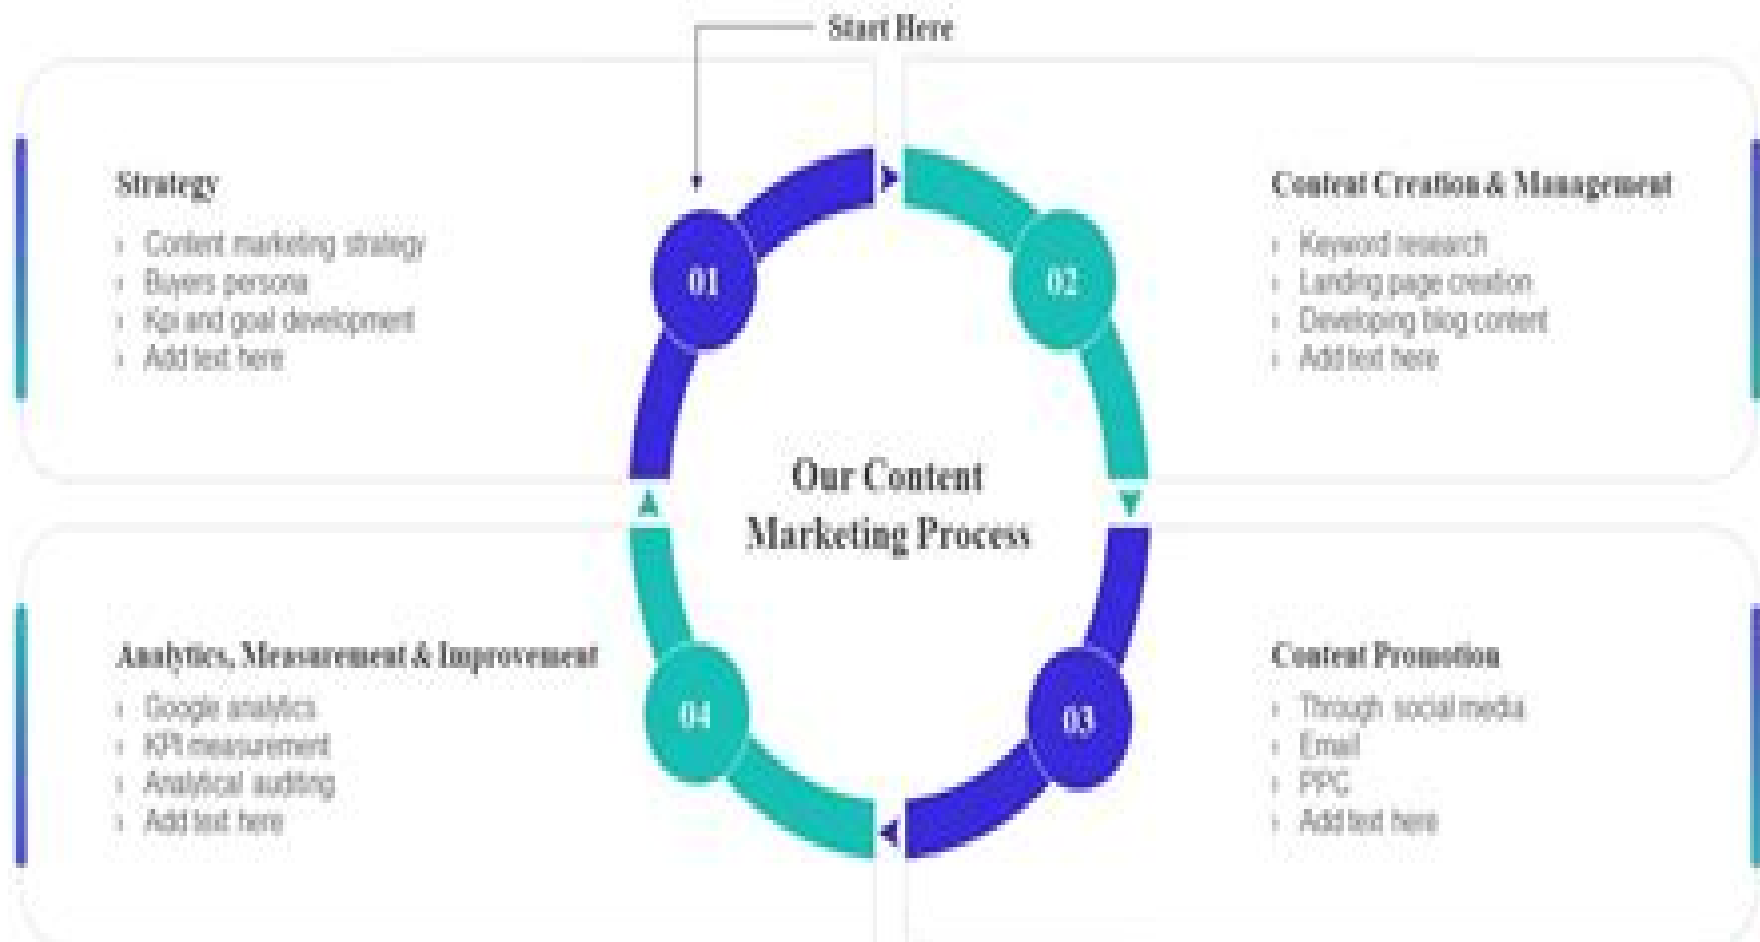 Start Here
Strategy
Content marketing strategy
Buyers persona
Kpi and goal development
Add text here
01
02
Content Creation & Management
Keyword research
Landing page creation
Developing blog content
Add text here
Our Content
Marketing Process
Analytics, Measurement & Improvement
Google analytics
KPI measurement
Analytical auditing
Add text here
04
03
Content Promotion
Through social media
Email
PPC
Add text here